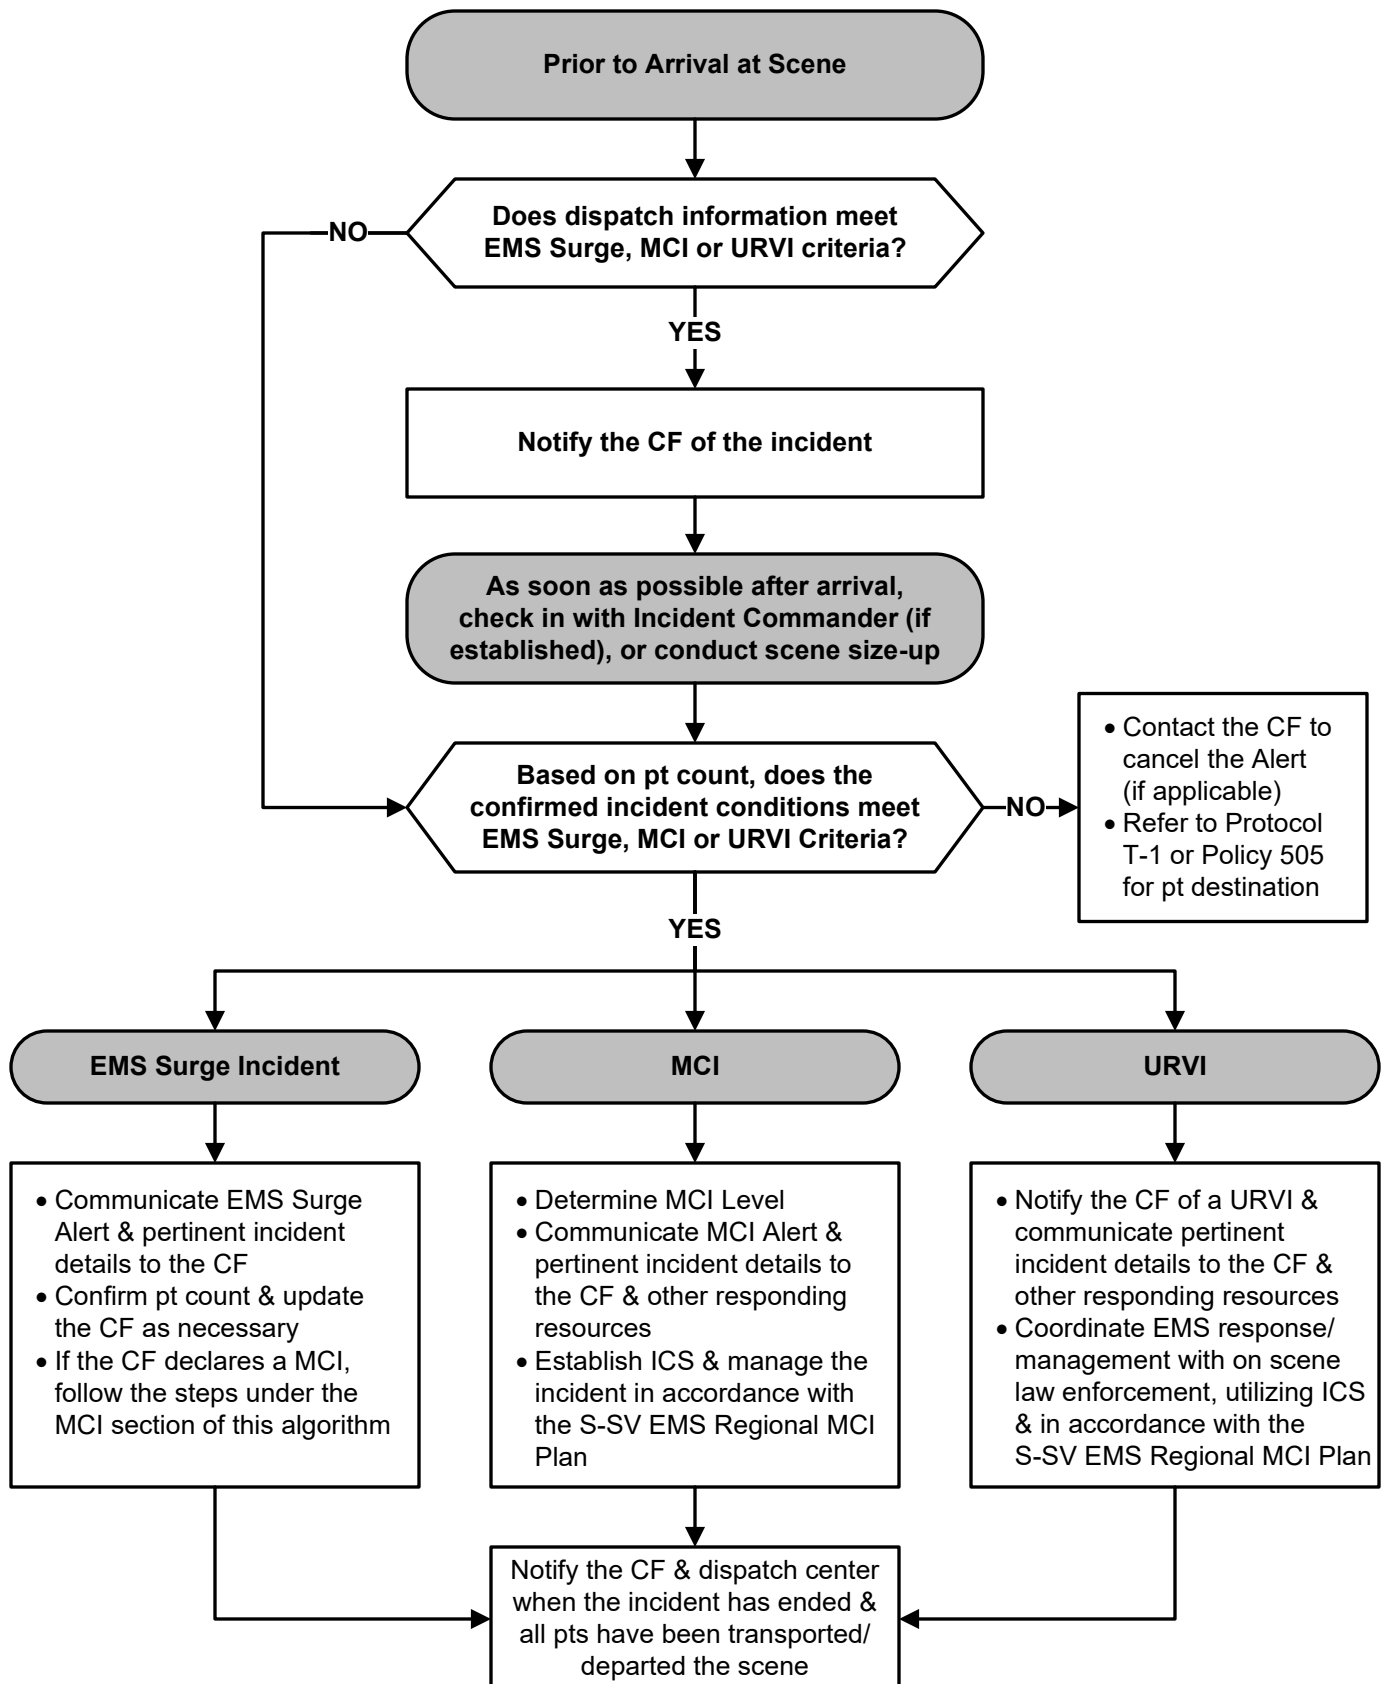 Prior to Arrival at Scene
Does dispatch information meet
EMS Surge, MCI or URVI criteria?
NO
YES
Notify the CF of the incident
As soon as possible after arrival,
check in with Incident Commander (if
established), or conduct scene size-up
Based on pt count, does the
confirmed incident conditions meet
EMS Surge, MCI or URVI Criteria?
NO
• Contact the CF to
cancel the Alert
(if applicable)
• Refer to Protocol
T-1 or Policy 505
for pt destination
YES
EMS Surge Incident
• Communicate EMS Surge
Alert & pertinent incident
details to the CF
• Confirm pt count & update
the CF as necessary
• If the CF declares a MCI,
follow the steps under the
MCI section of this algorithm
MCI
• Determine MCI Level
• Communicate MCI Alert &
pertinent incident details to
the CF & other responding
resources
• Establish ICS & manage the
incident in accordance with
the S-SV EMS Regional MCI
Plan
URVI
• Notify the CF of a URVI &
communicate pertinent
incident details to the CF &
other responding resources
• Coordinate EMS response/
management with on scene
law enforcement, utilizing ICS
& in accordance with the
S-SV EMS Regional MCI Plan
Notify the CF & dispatch center
when the incident has ended &
all pts have been transported/
departed the scene